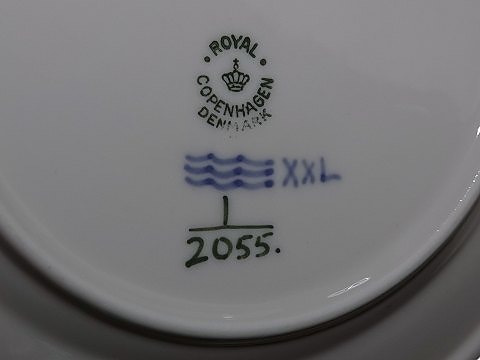 ROYAL
COPENHAGEN
DENMARK
XXL
1
2055.